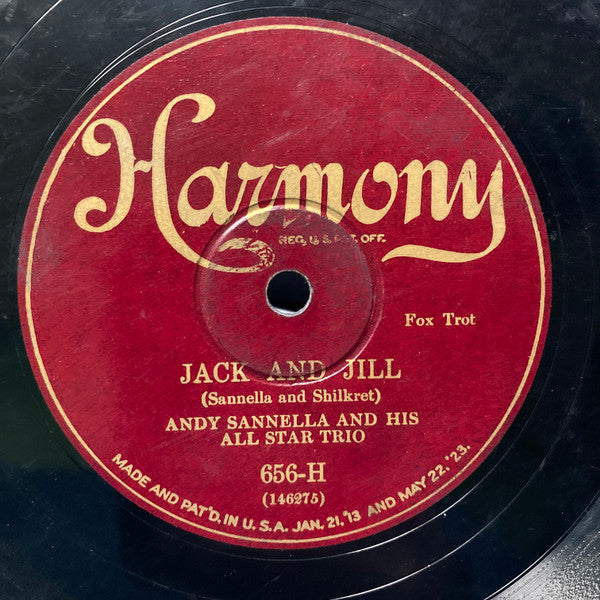 Harmony
REG. U.S. PAT. OFF.
Fox Trot
JACK AND JILL
(Sannella and Shilkret)
ANDY SANNELLA AND HIS
ALL STAR TRIO
656-H
(146275)
MADE AND PAT'D. IN U.S.A. JAN. 21, '13 AND MAY 22, '23.